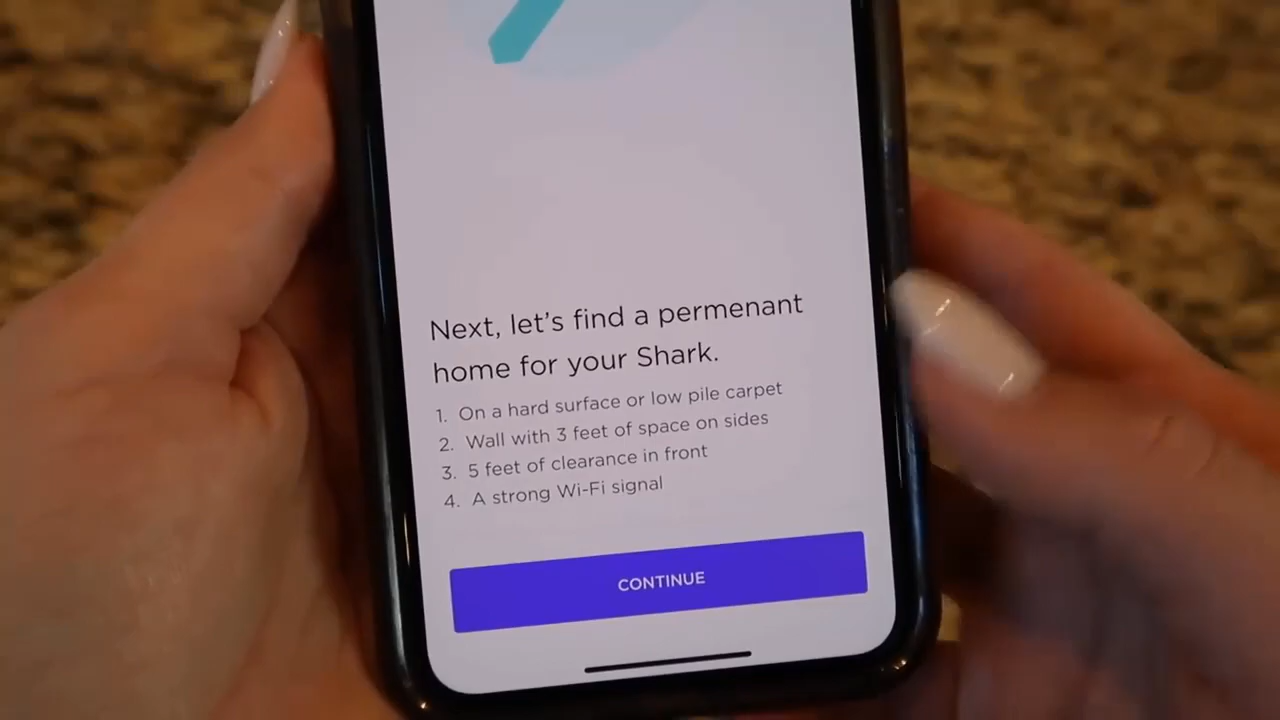 Next, let's find a permenant
home for your Shark.
1. On a hard surface or low pile carpet
2. Wall with 3 feet of space on sides
3. 5 feet of clearance in front
4. A strong Wi-Fi signal
CONTINUE